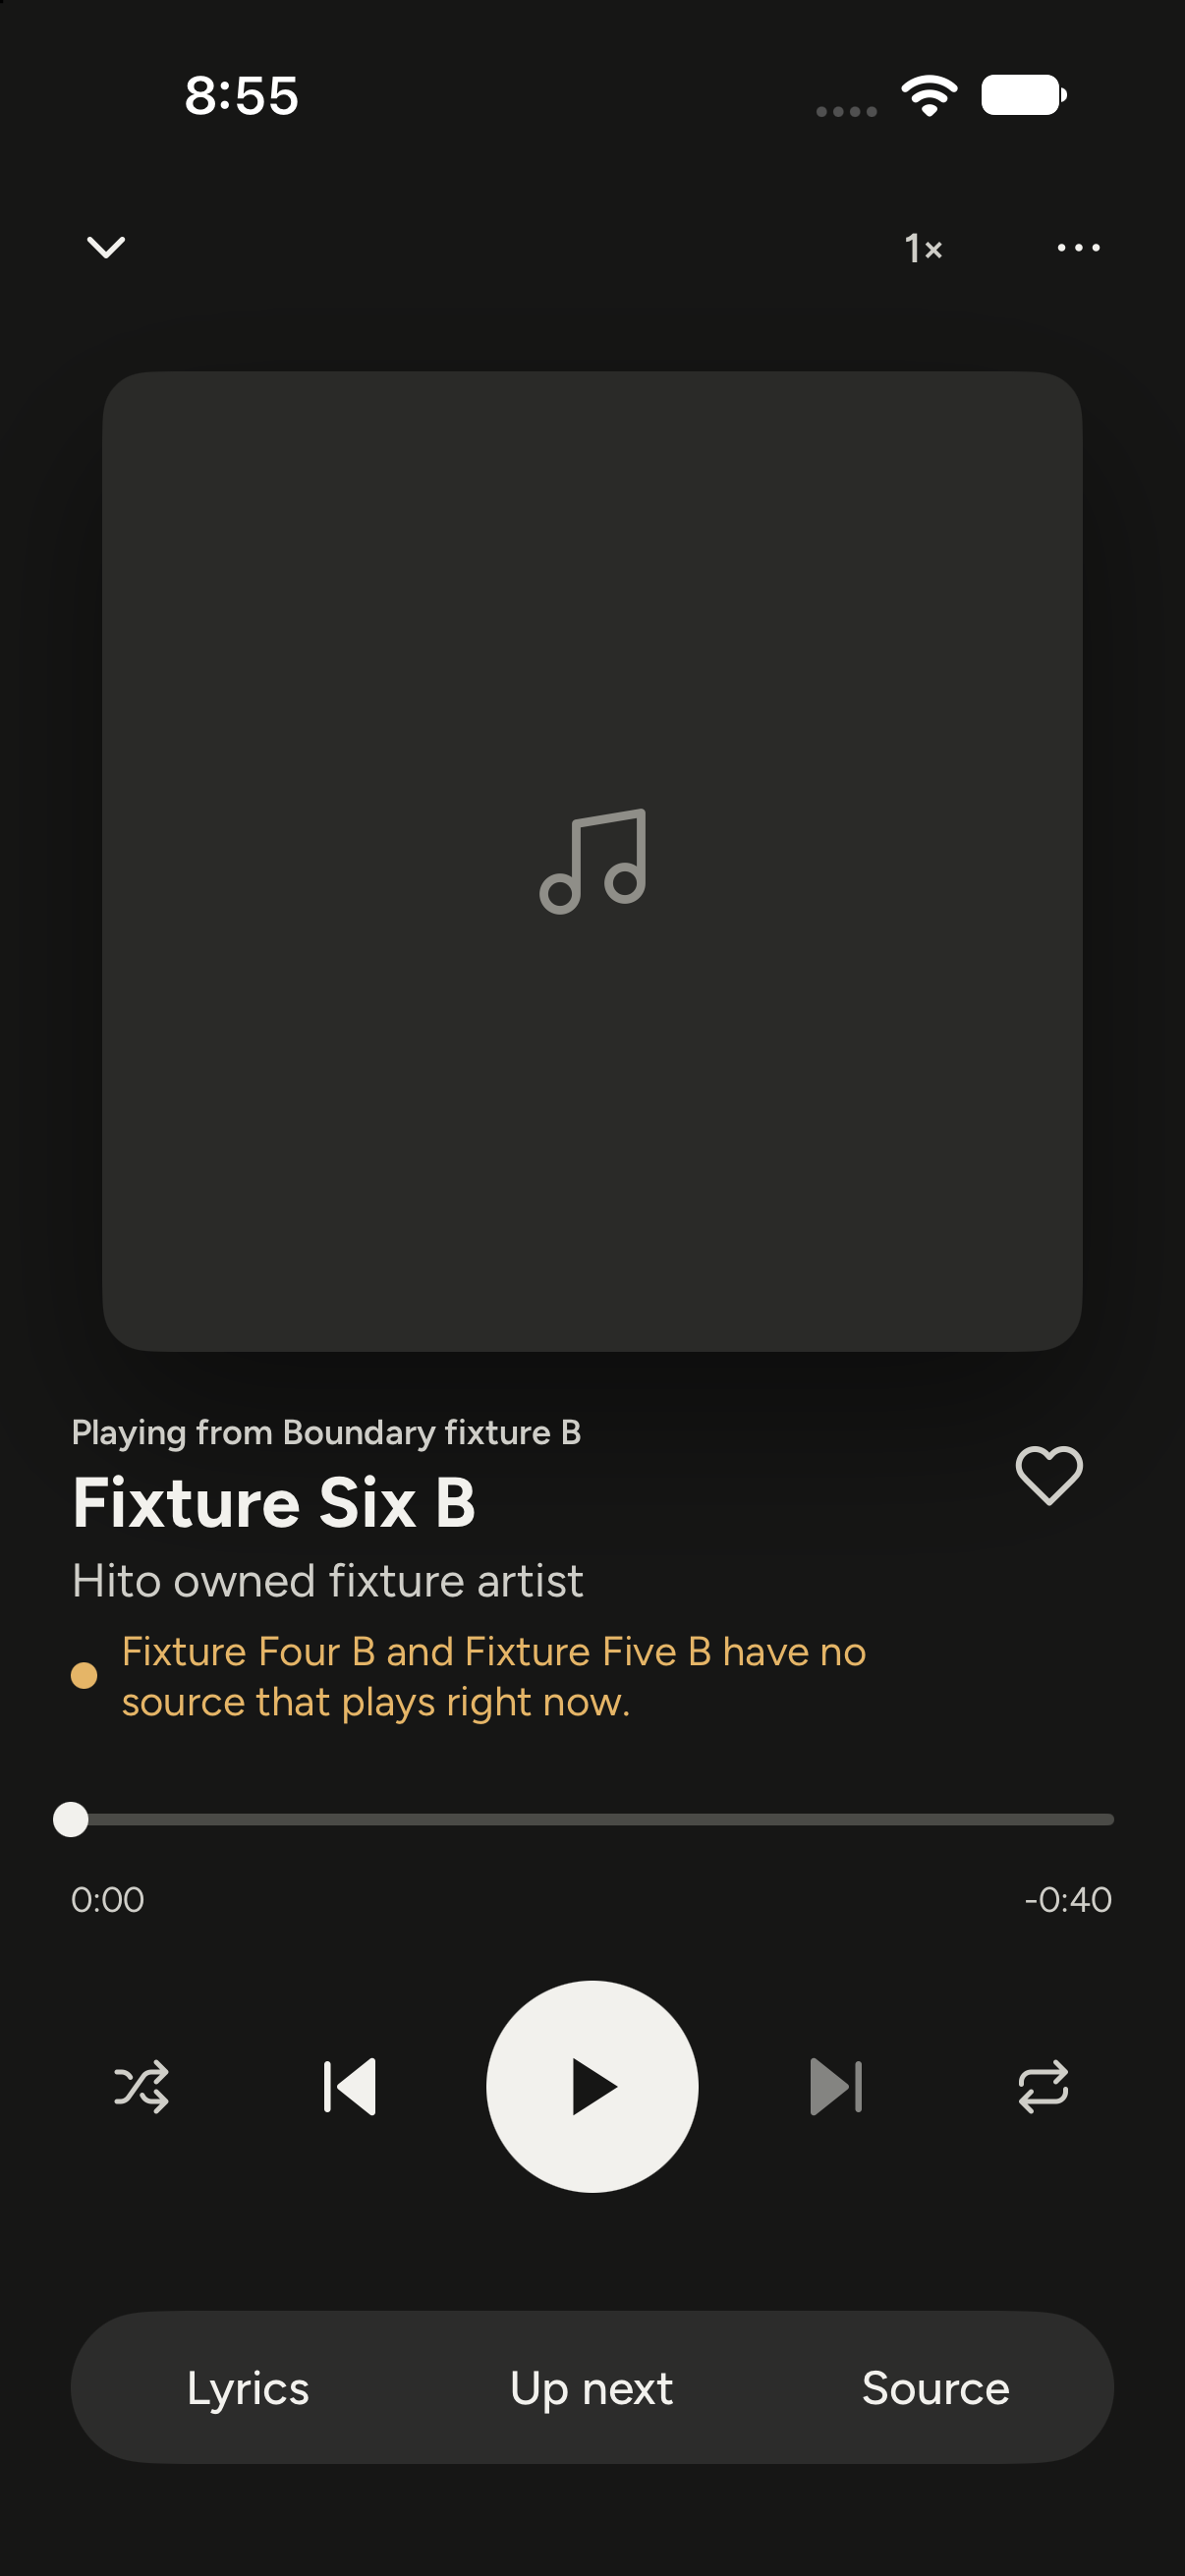 8:55
1×
Playing from Boundary fixture B
Fixture Six B
Hito owned fixture artist
Fixture Four B and Fixture Five B have no
source that plays right now.
0:00
-0:40
Lyrics
Up next
Source